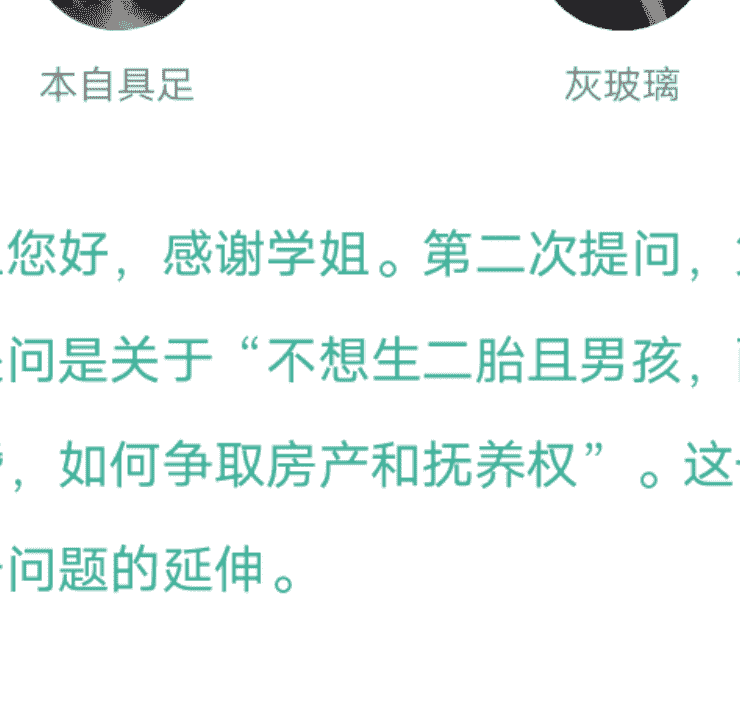 本自具足
灰玻璃
您好，感谢学姐。第二次提问，
问是关于“不想生二胎且男孩，
，如何争取房产和抚养权”。这
问题的延伸。